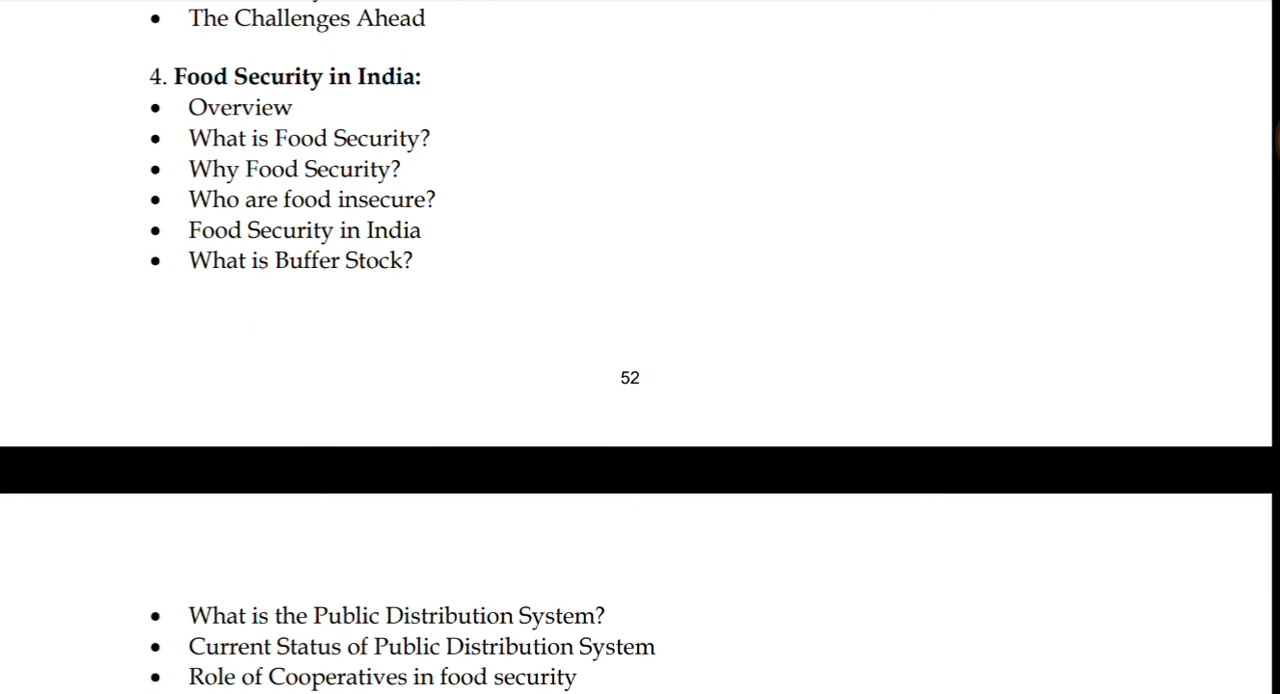 • The Challenges Ahead
4. Food Security in India:
• Overview
• What is Food Security?
• Why Food Security?
• Who are food insecure?
• Food Security in India
• What is Buffer Stock?
52
• What is the Public Distribution System?
• Current Status of Public Distribution System
• Role of Cooperatives in food security